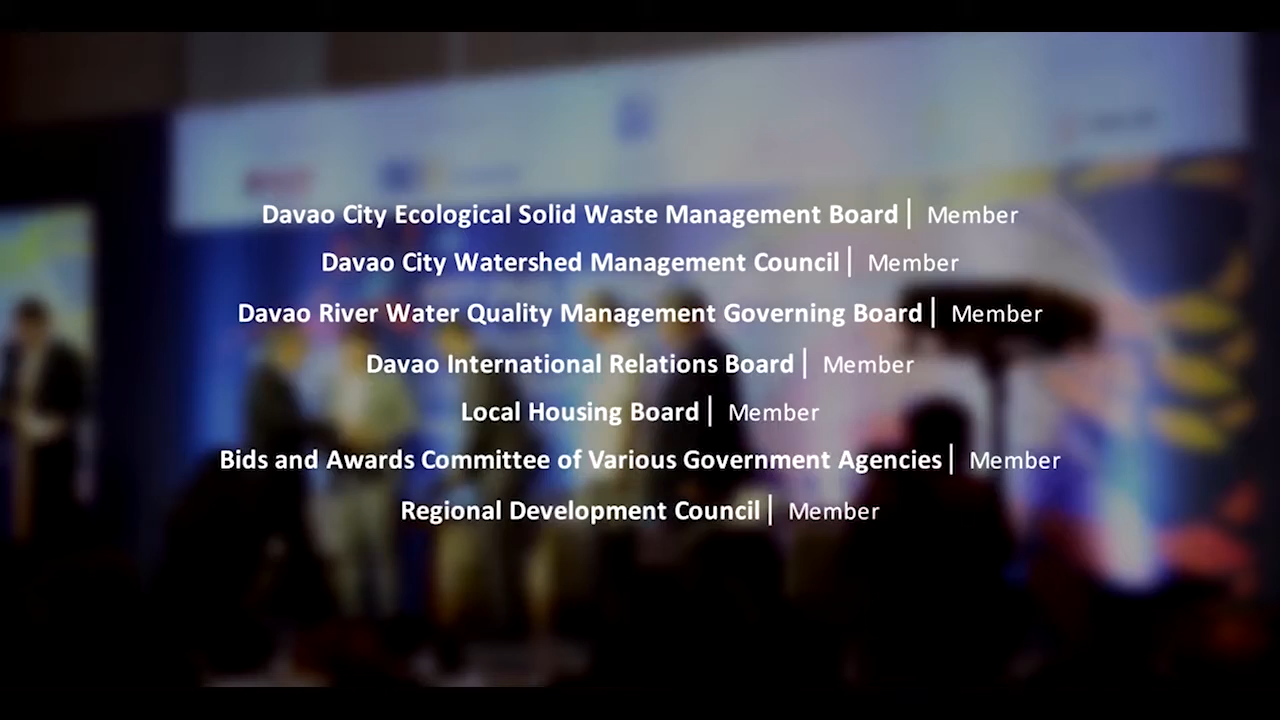 Davao City Ecological Solid Waste Management Board| Member
Davao City Watershed Management Council| Member
Davao River Water Quality Management Governing Board| Member
Davao International Relations Board| Member
Local Housing Board| Member
Bids and Awards Committee of Various Government Agencies| Member
Regional Development Council| Member